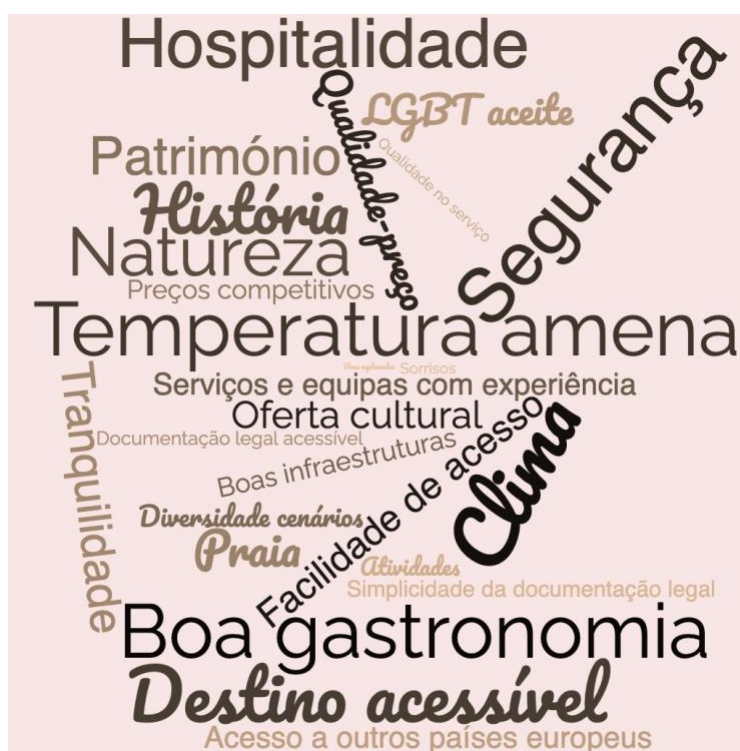 Hospitalidade
Qualidade-preço
LGBT aceite
Segurança
Património
Qualidade no serviço
História
Natureza
Preços competitivos
Temperatura amena
Sorrisos
Tranquilidade
Serviços e equipas com experiência
Oferta cultural
Documentação legal acessível
Boas infraestruturas
Facilidade de acesso
Clima
Diversidade cenários
Praia
Atividades
Simplicidade da documentação legal
Boa gastronomia
Destino acessível
Acesso a outros países europeus